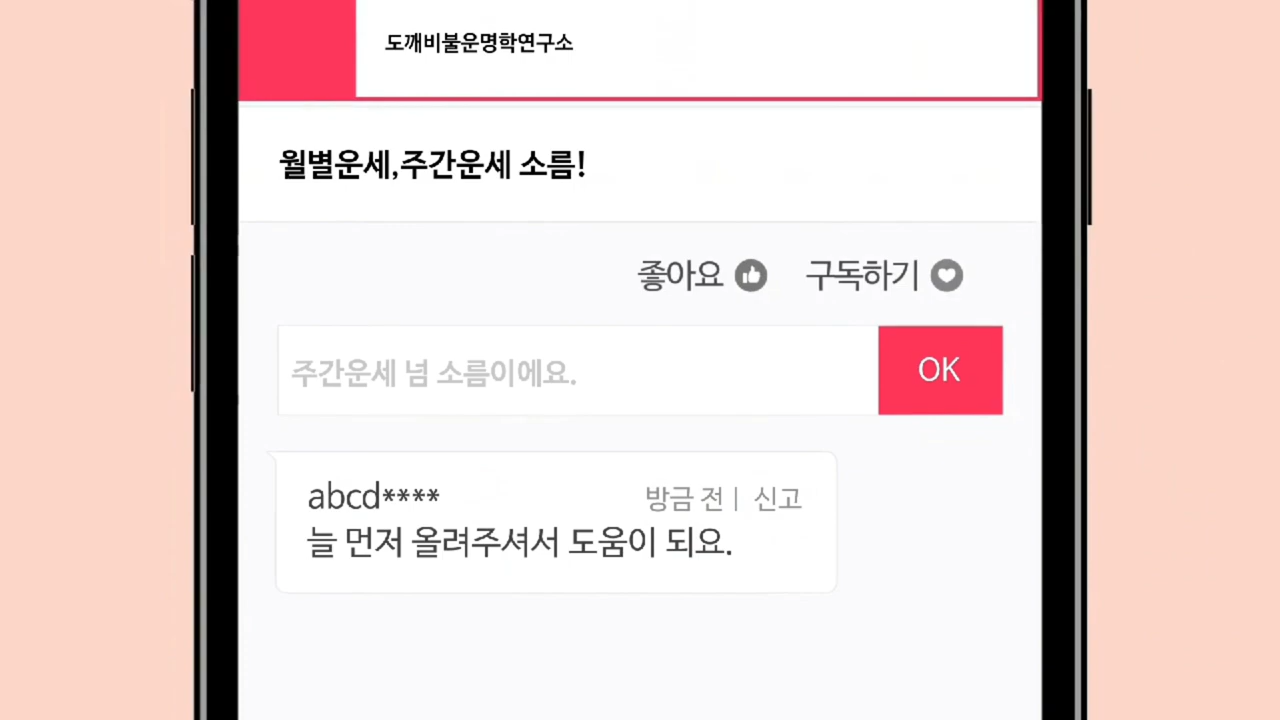 도깨비불운명학연구소
월별운세,주간운세 소름!
좋아요 구독하기
주간운세 넘 소름이에요. OK
abcd**** 방금 전 | 신고
늘 먼저 올려주셔서 도움이 되요.